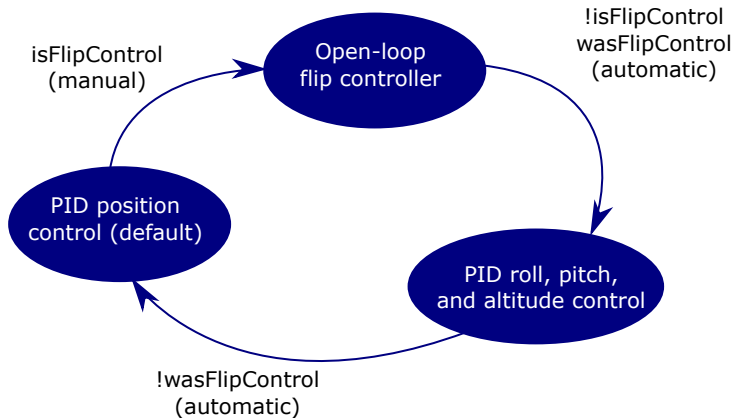 !isFlipControl
wasFlipControl
(automatic)
isFlipControl
(manual)
Open-loop
flip controller
PID position
control (default)
PID roll, pitch,
and altitude control
!wasFlipControl
(automatic)